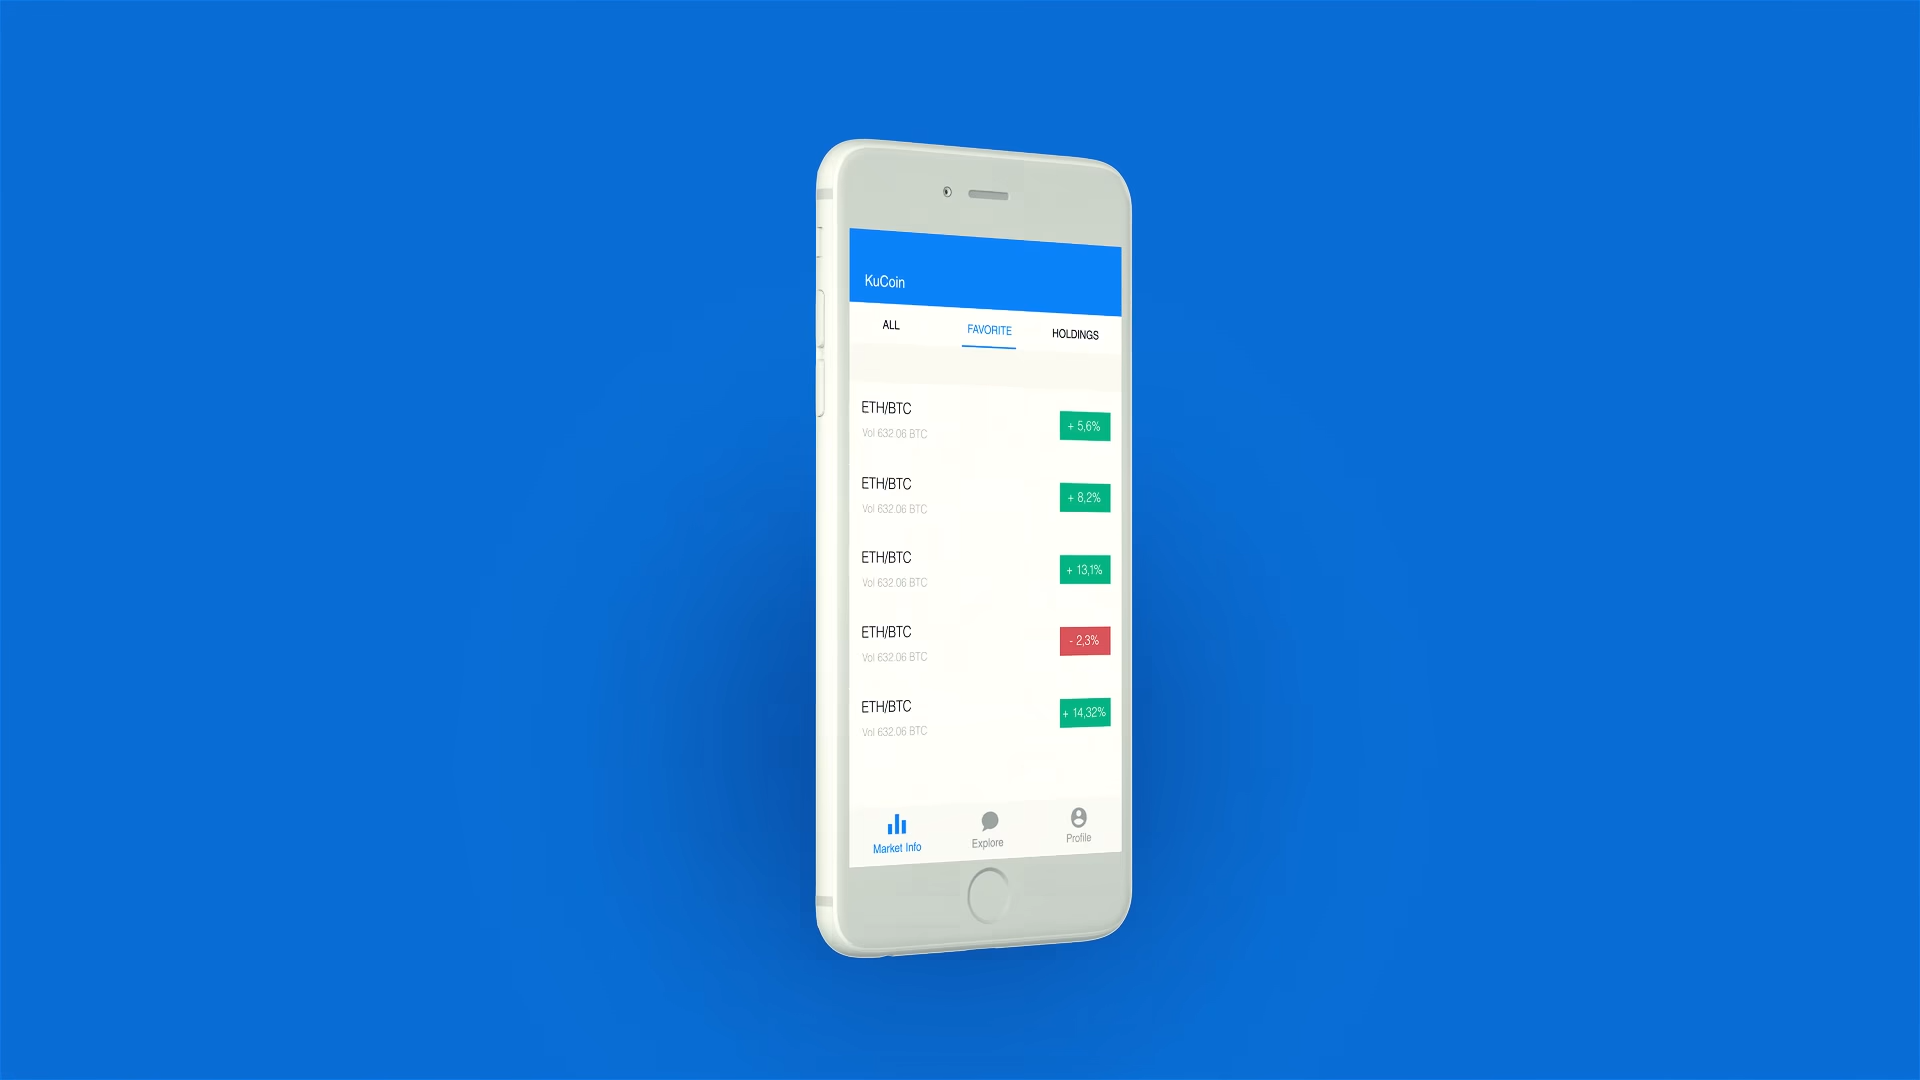 KuCoin
ALL FAVORITE HOLDINGS
ETH/BTC
Vol 632.06 BTC
+ 5,6%
ETH/BTC
Vol 632.06 BTC
+ 8,2%
ETH/BTC
Vol 632.06 BTC
+ 13,1%
ETH/BTC
Vol 632.06 BTC
- 2,3%
ETH/BTC
Vol 632.06 BTC
+ 14,32%
Market Info Explore Profile